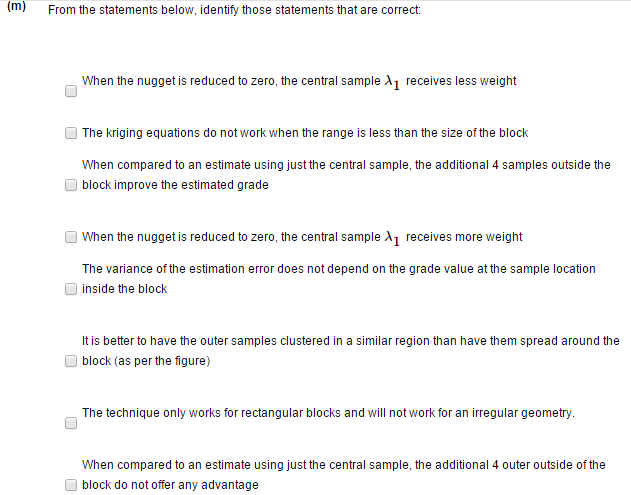 (m) From the statements below, identify those statements that are correct:
When the nugget is reduced to zero, the central sample λ₁ receives less weight
The kriging equations do not work when the range is less than the size of the block
When compared to an estimate using just the central sample, the additional 4 samples outside the
block improve the estimated grade
When the nugget is reduced to zero, the central sample λ₁ receives more weight
The variance of the estimation error does not depend on the grade value at the sample location
inside the block
It is better to have the outer samples clustered in a similar region than have them spread around the
block (as per the figure)
The technique only works for rectangular blocks and will not work for an irregular geometry.
When compared to an estimate using just the central sample, the additional 4 outer outside of the
block do not offer any advantage